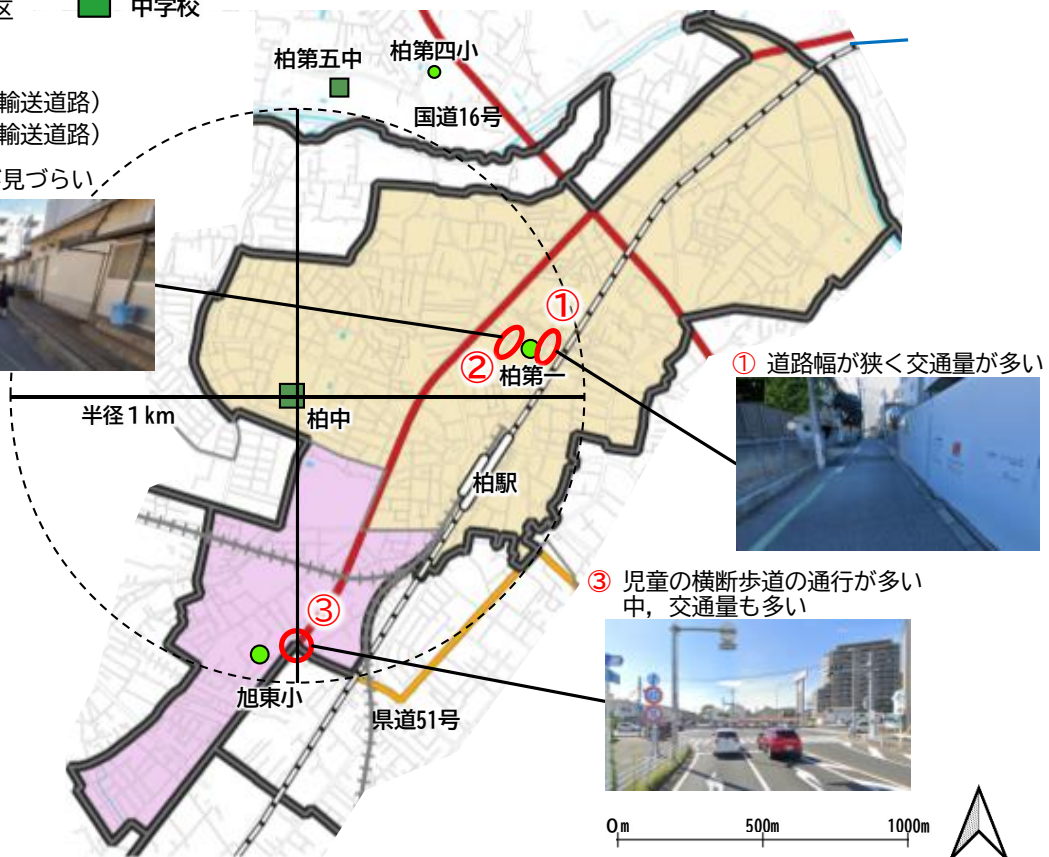 区
中学校
輸送道路）
輸送道路）
見づらい
柏第五中
柏第四小
国道16号
①
②
柏第一
半径１km
柏中
柏駅
① 道路幅が狭く交通量が多い
③ 児童の横断歩道の通行が多い
中，交通量も多い
③
旭東小
県道51号
0m
500m
1000m